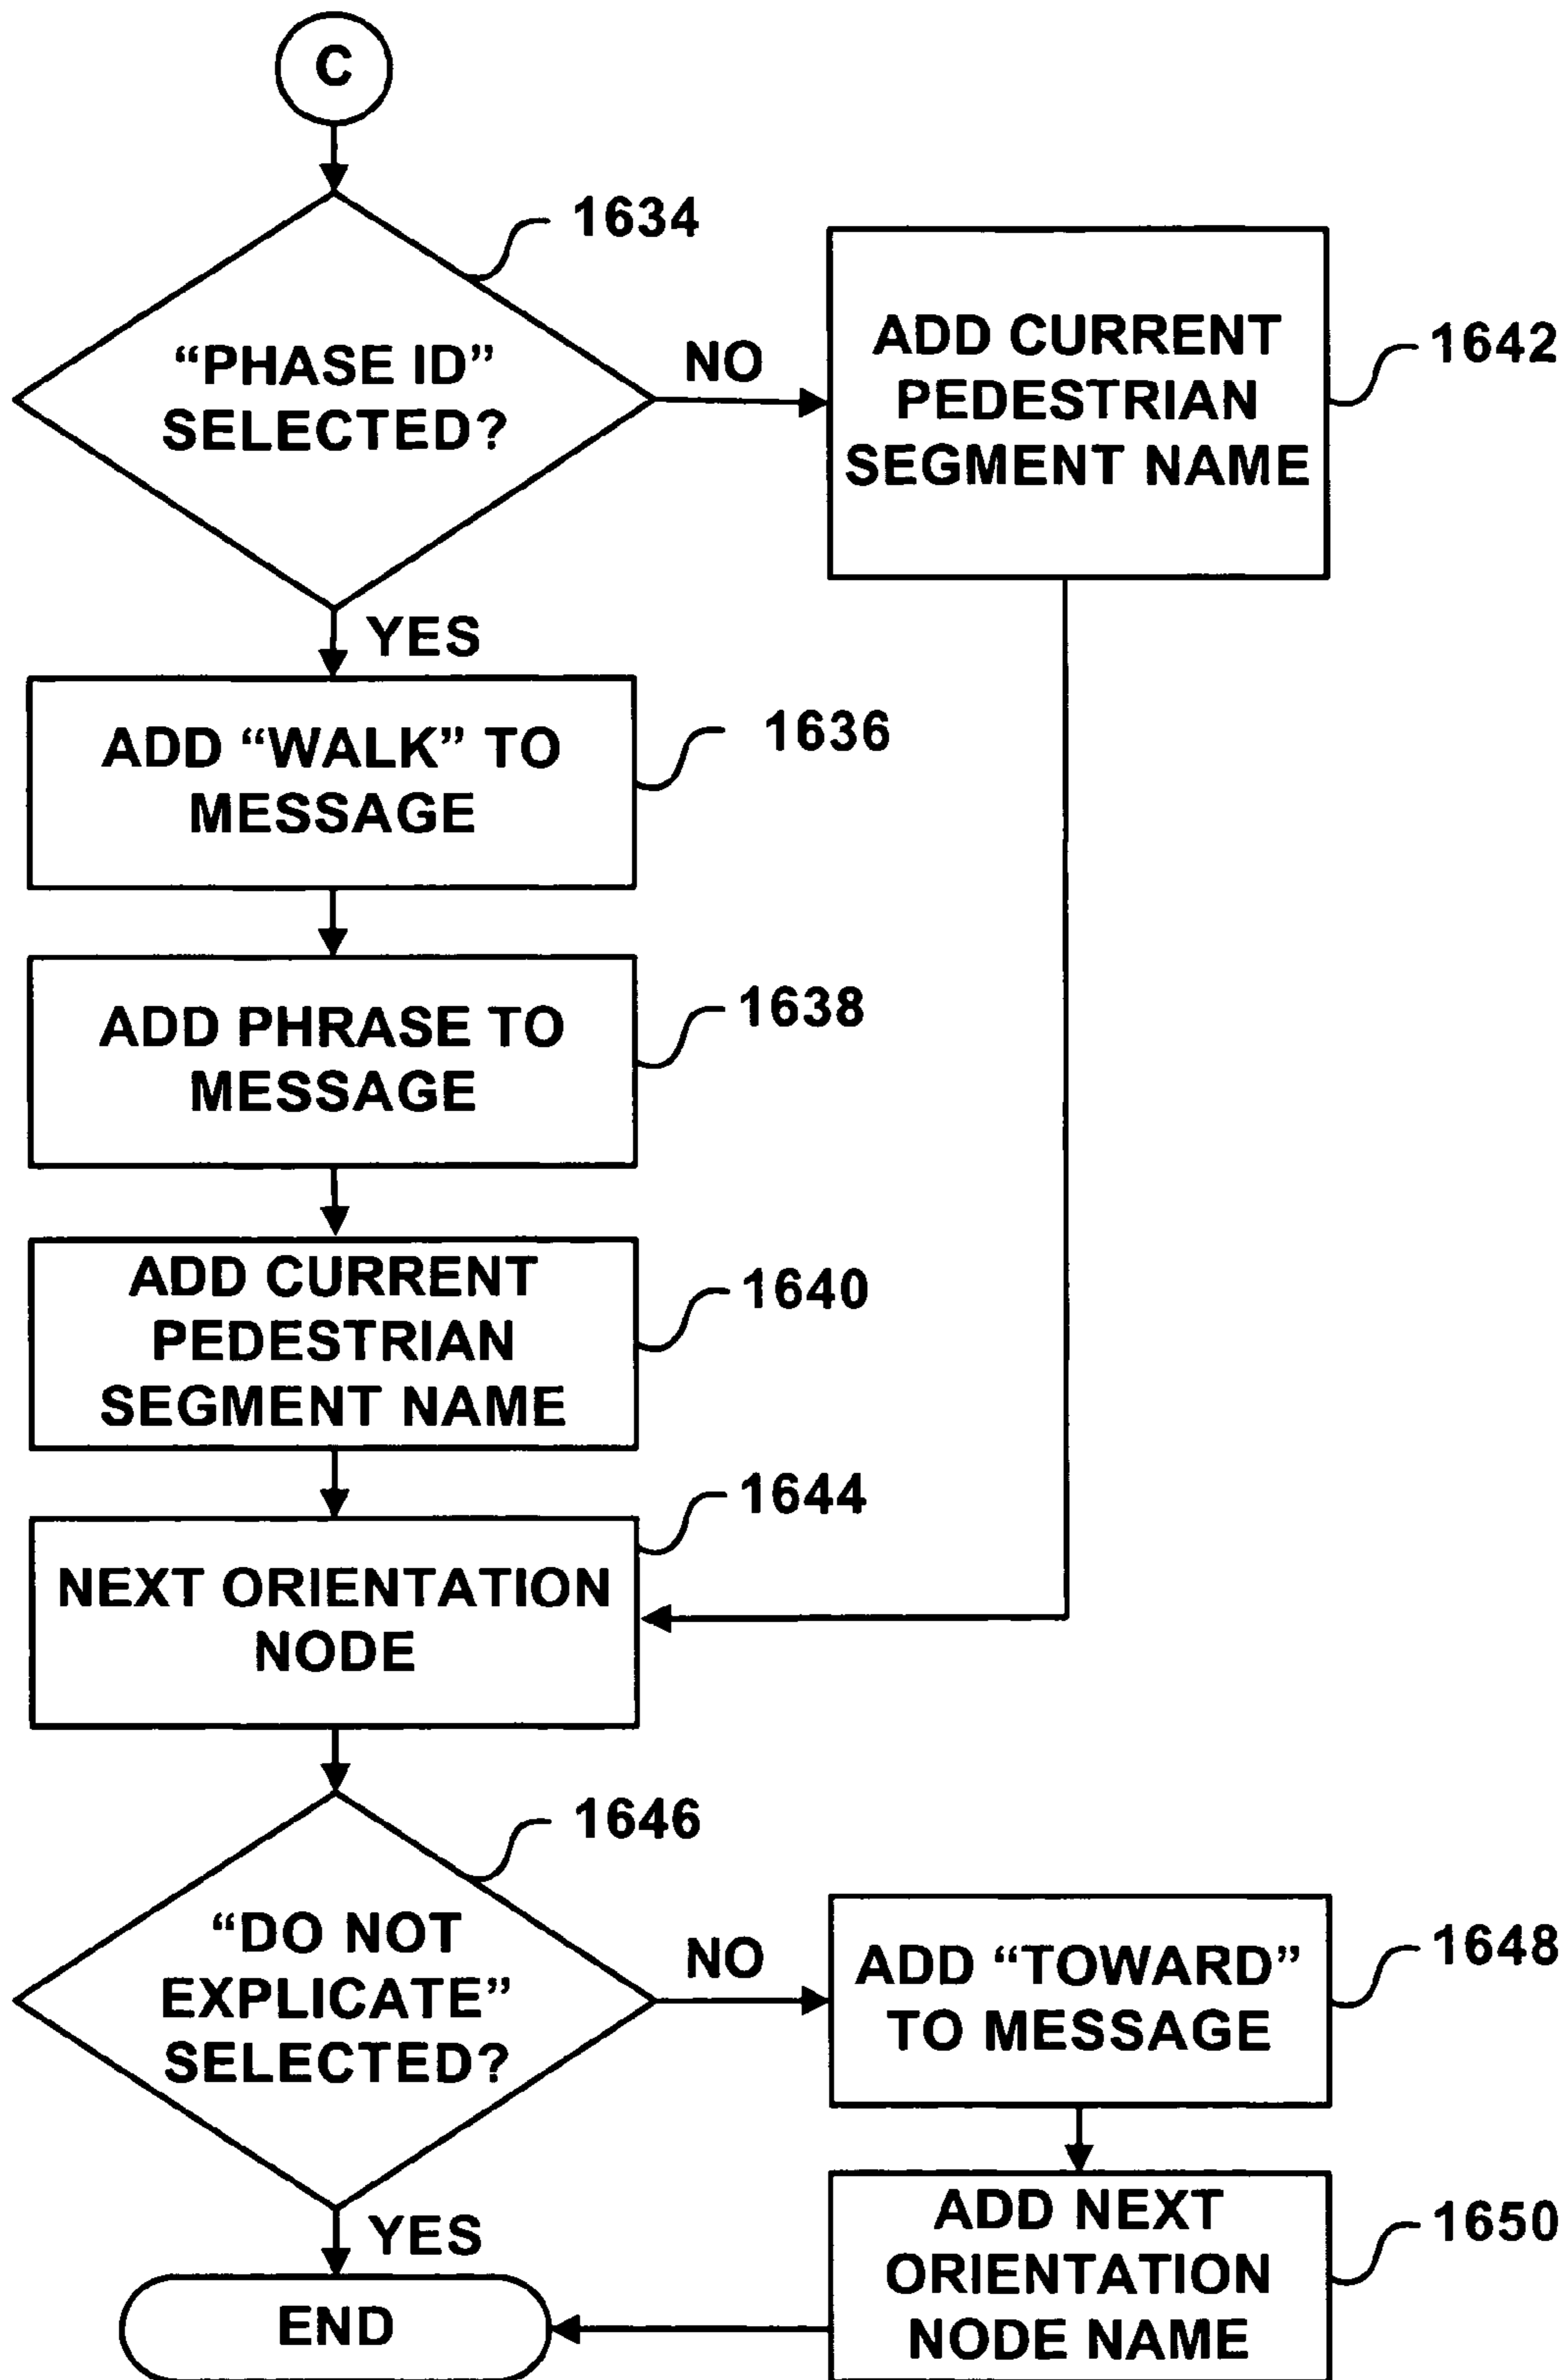 C
1634
“PHASE ID”
SELECTED?
NO
ADD CURRENT
PEDESTRIAN
SEGMENT NAME
1642
YES
ADD “WALK” TO
MESSAGE
1636
ADD PHRASE TO
MESSAGE
1638
ADD CURRENT
PEDESTRIAN
SEGMENT NAME
1640
NEXT ORIENTATION
NODE
1644
1646
“DO NOT
EXPLICATE”
SELECTED?
NO
ADD “TOWARD”
TO MESSAGE
1648
YES
ADD NEXT
ORIENTATION
NODE NAME
1650
END